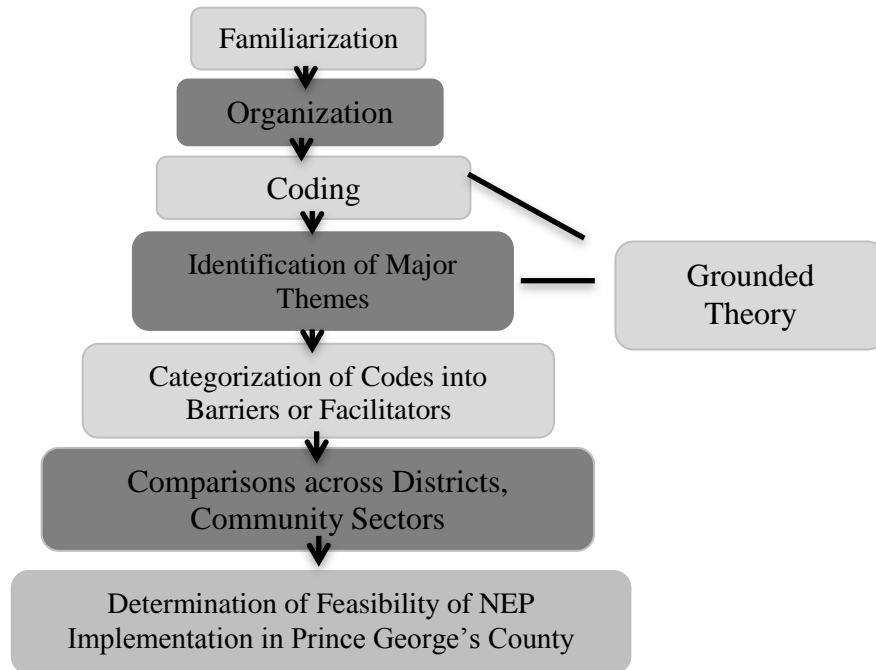 Familiarization
Organization
Coding
Identification of Major
Themes
Grounded
Theory
Categorization of Codes into
Barriers or Facilitators
Comparisons across Districts,
Community Sectors
Determination of Feasibility of NEP
Implementation in Prince George’s County